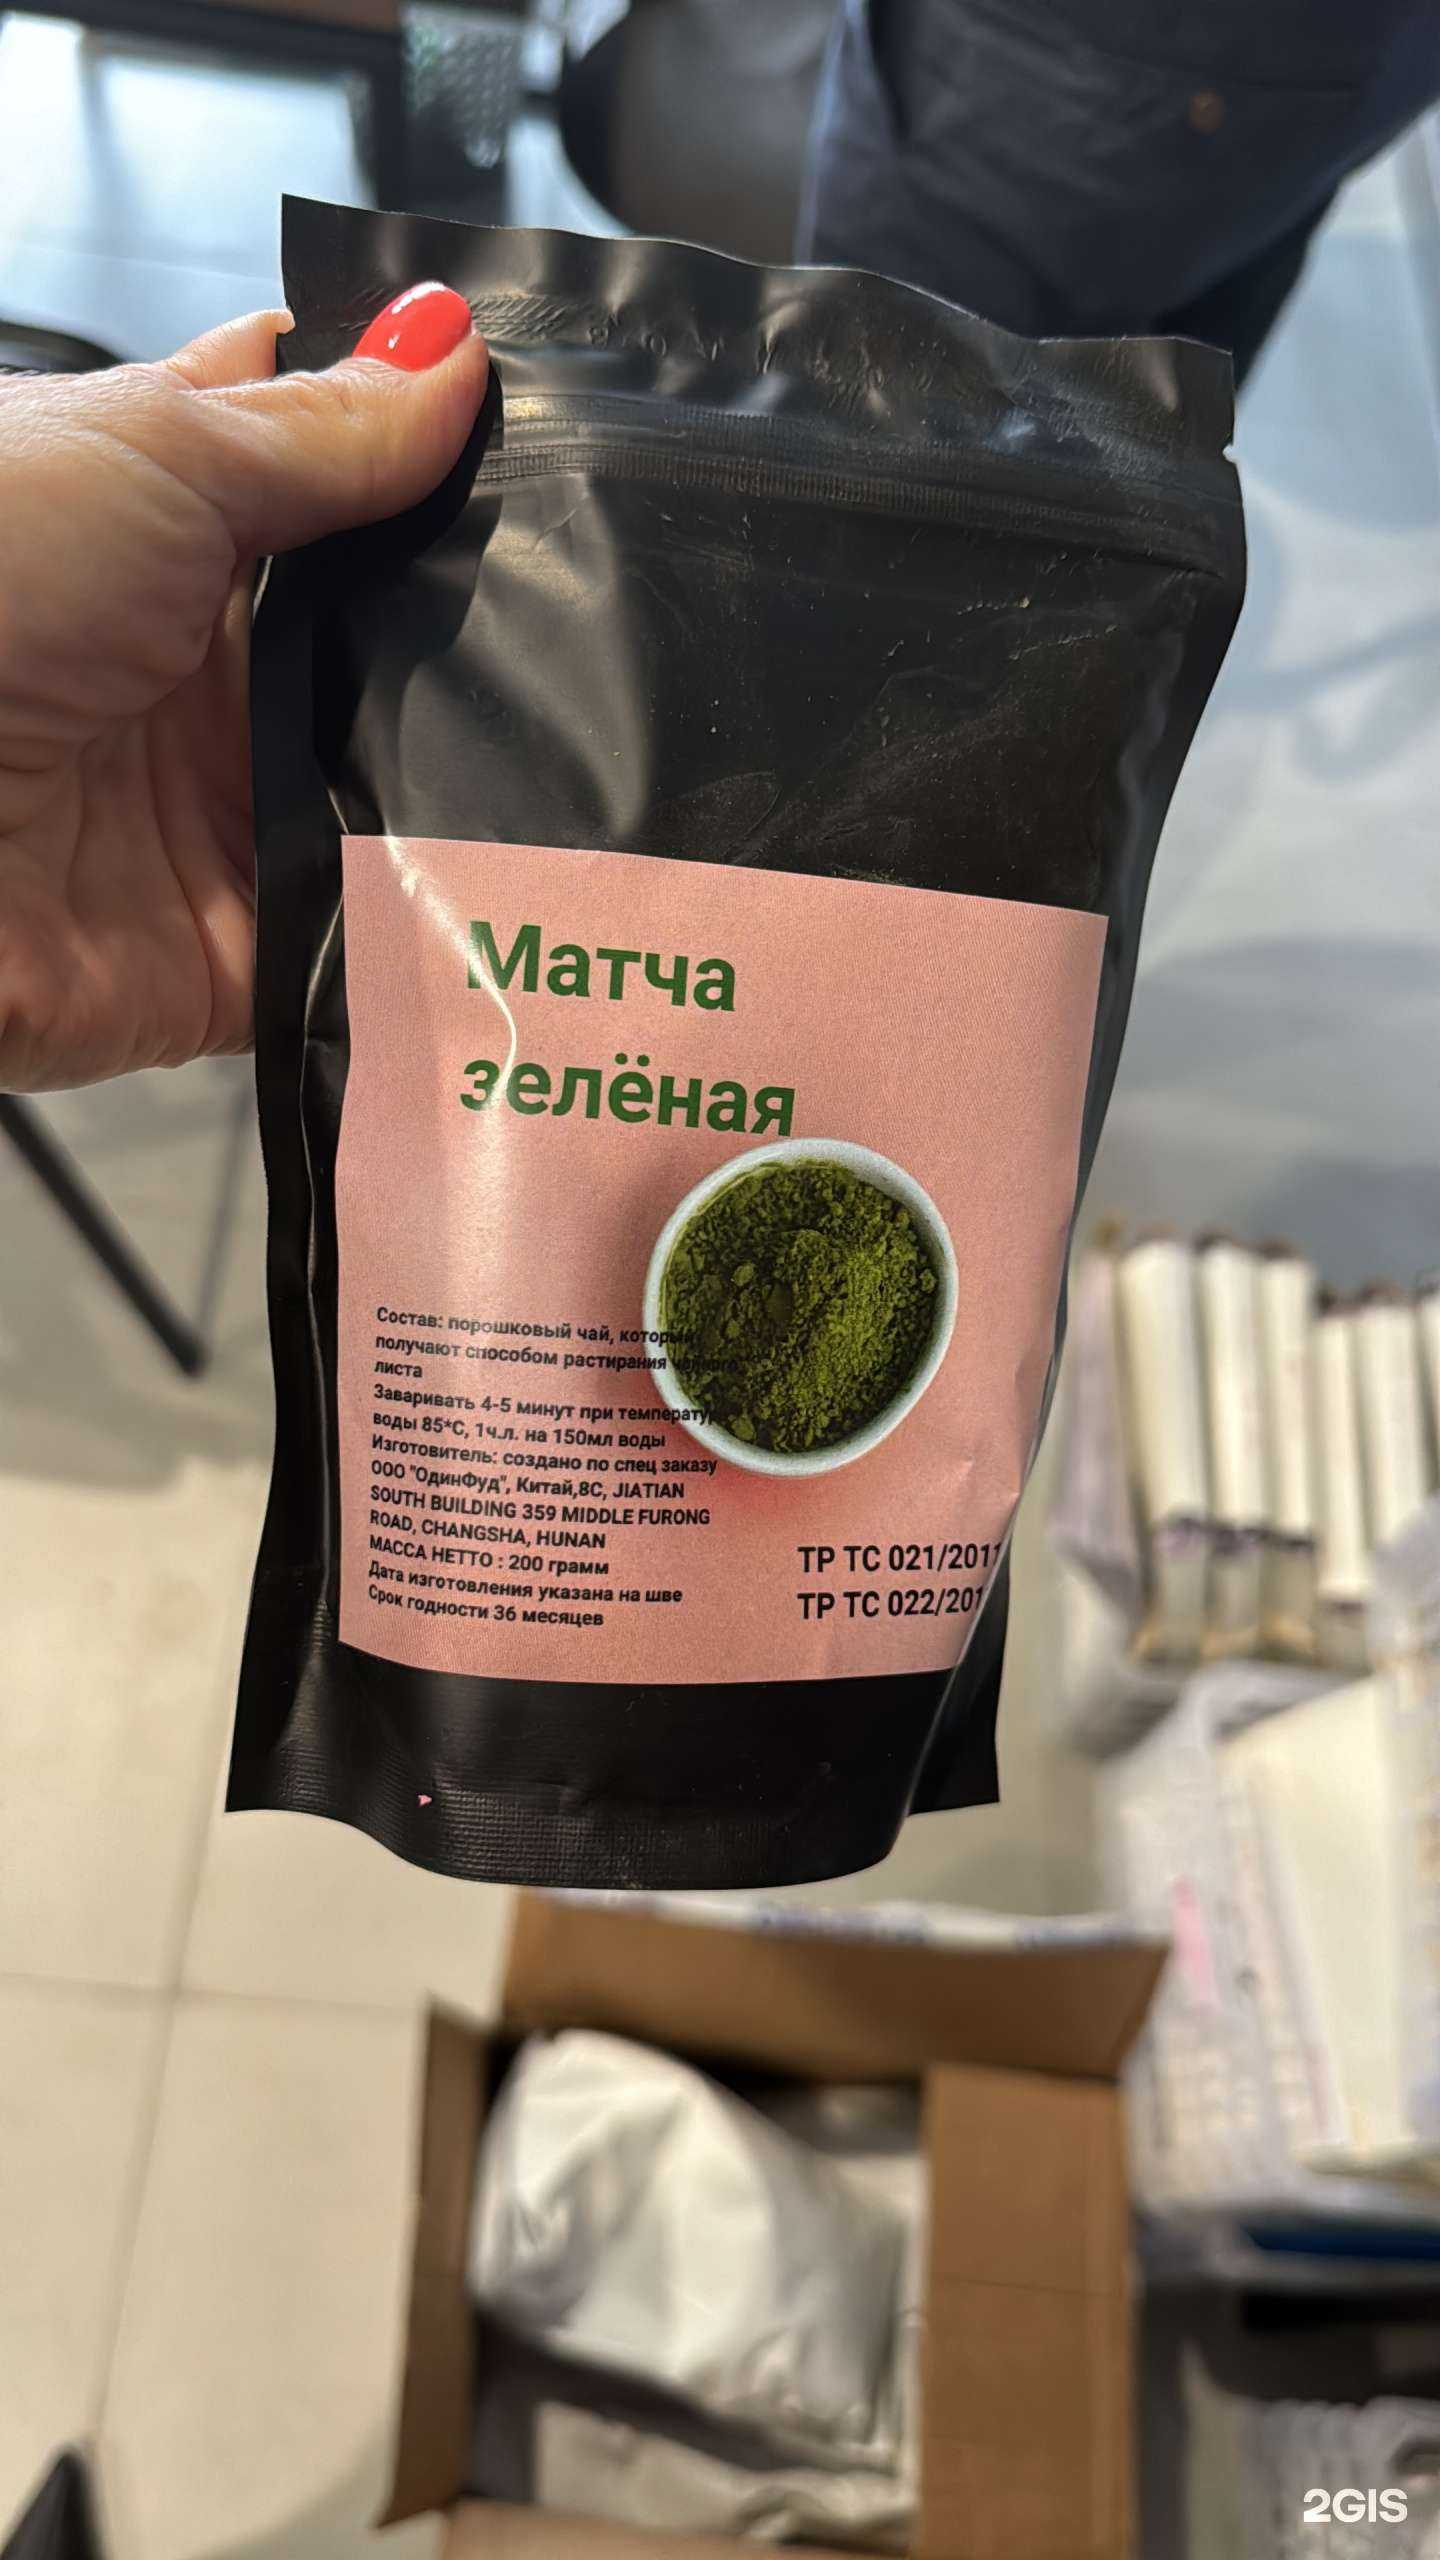 Матча
зелёная
Состав: порошковый чай, который
получают способом растирания чайного
листа
Заваривать 4-5 минут при температу
воды 85*С, 1ч.л. на 150мл воды
Изготовитель: создано по спец заказу
ООО "ОдинФуд", Китай,8С, JIATIAN
SOUTH BUILDING 359 MIDDLE FURONG
ROAD, CHANGSHA, HUNAN
МАССА НЕТТО : 200 грамм
Дата изготовления указана на шве
Срок годности 36 месяцев
ТР ТС 021/2011
ТР ТС 022/201
2GIS